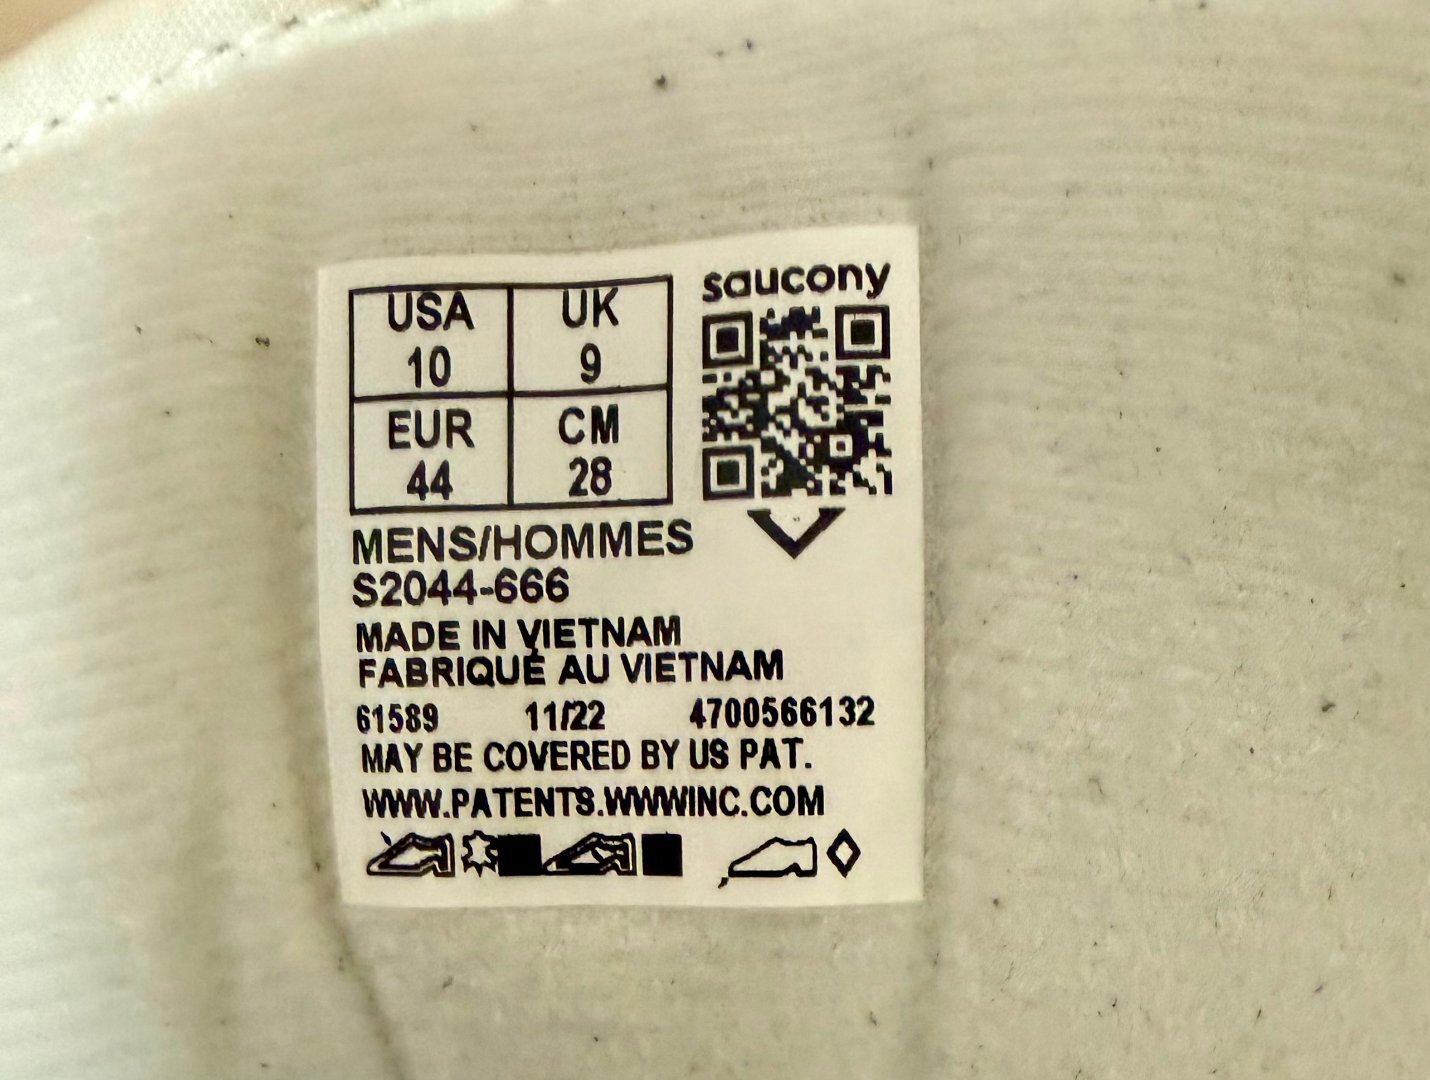 saucony
USA UK
10 9
EUR CM
44 28
MENS/HOMMES
S2044-666
MADE IN VIETNAM
FABRIQUÉ AU VIETNAM
61589 11/22 4700566132
MAY BE COVERED BY US PAT.
WWW.PATENTS.WWWINC.COM